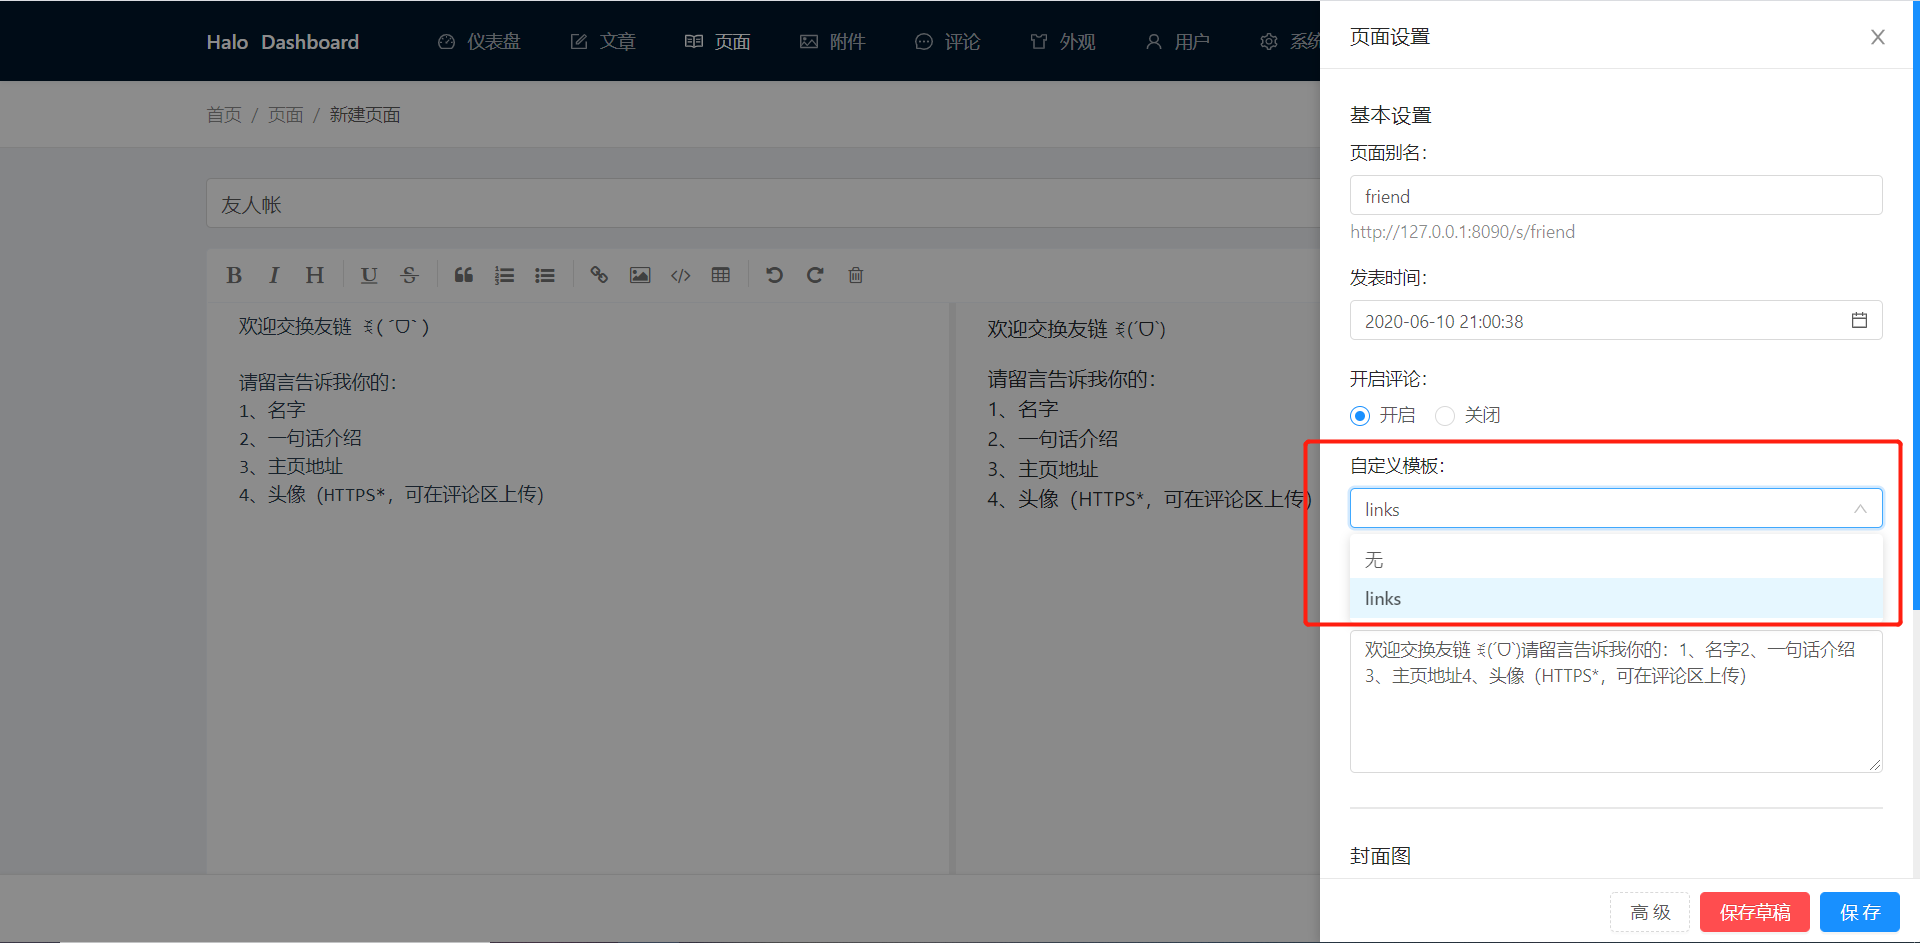 Halo Dashboard
仪表盘
文章
页面
附件
评论
外观
用户
系统
首页 / 页面 / 新建页面
友人帐
欢迎交换友链 ミ( ´ᗜ` )
请留言告诉我你的：
1、名字
2、一句话介绍
3、主页地址
4、头像（HTTPS*，可在评论区上传）
欢迎交换友链 ミ(´ᗜ`)
请留言告诉我你的：
1、名字
2、一句话介绍
3、主页地址
4、头像（HTTPS*，可在评论区上传）
页面设置
基本设置
页面别名：
friend
http://127.0.0.1:8090/s/friend
发表时间：
2020-06-10 21:00:38
开启评论：
开启
关闭
自定义模板：
links
无
links
欢迎交换友链 ミ(´ᗜ`)请留言告诉我你的：1、名字2、一句话介绍
3、主页地址4、头像（HTTPS*，可在评论区上传）
封面图
高 级
保存草稿
保 存